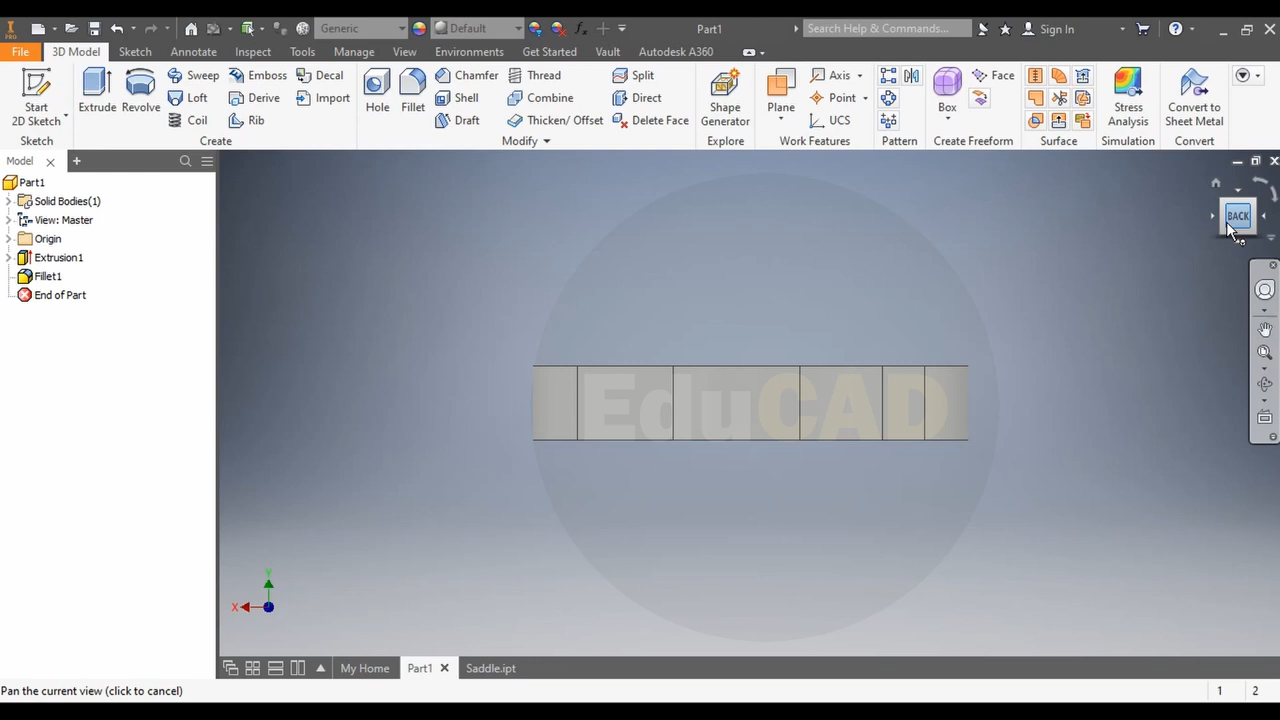 Generic Default Part1 Search Help & Commands... Sign In
File 3D Model Sketch Annotate Inspect Tools Manage View Environments Get Started Vault Autodesk A360
PRO
Start 2D Sketch Extrude Revolve Sweep Loft Coil Emboss Derive Rib Decal Import Hole Fillet Chamfer Shell Draft Thread Combine Thicken/ Offset Split Direct Delete Face Shape Generator Plane Axis Point UCS Box Face Stress Analysis Convert to Sheet Metal
Sketch Create Modify Explore Work Features Pattern Create Freeform Surface Simulation Convert
Model
Part1
Solid Bodies(1)
View: Master
Origin
Extrusion1
Fillet1
End of Part
BACK
EduCAD
Y
X
My Home Part1 Saddle.ipt
Pan the current view (click to cancel) 1 2